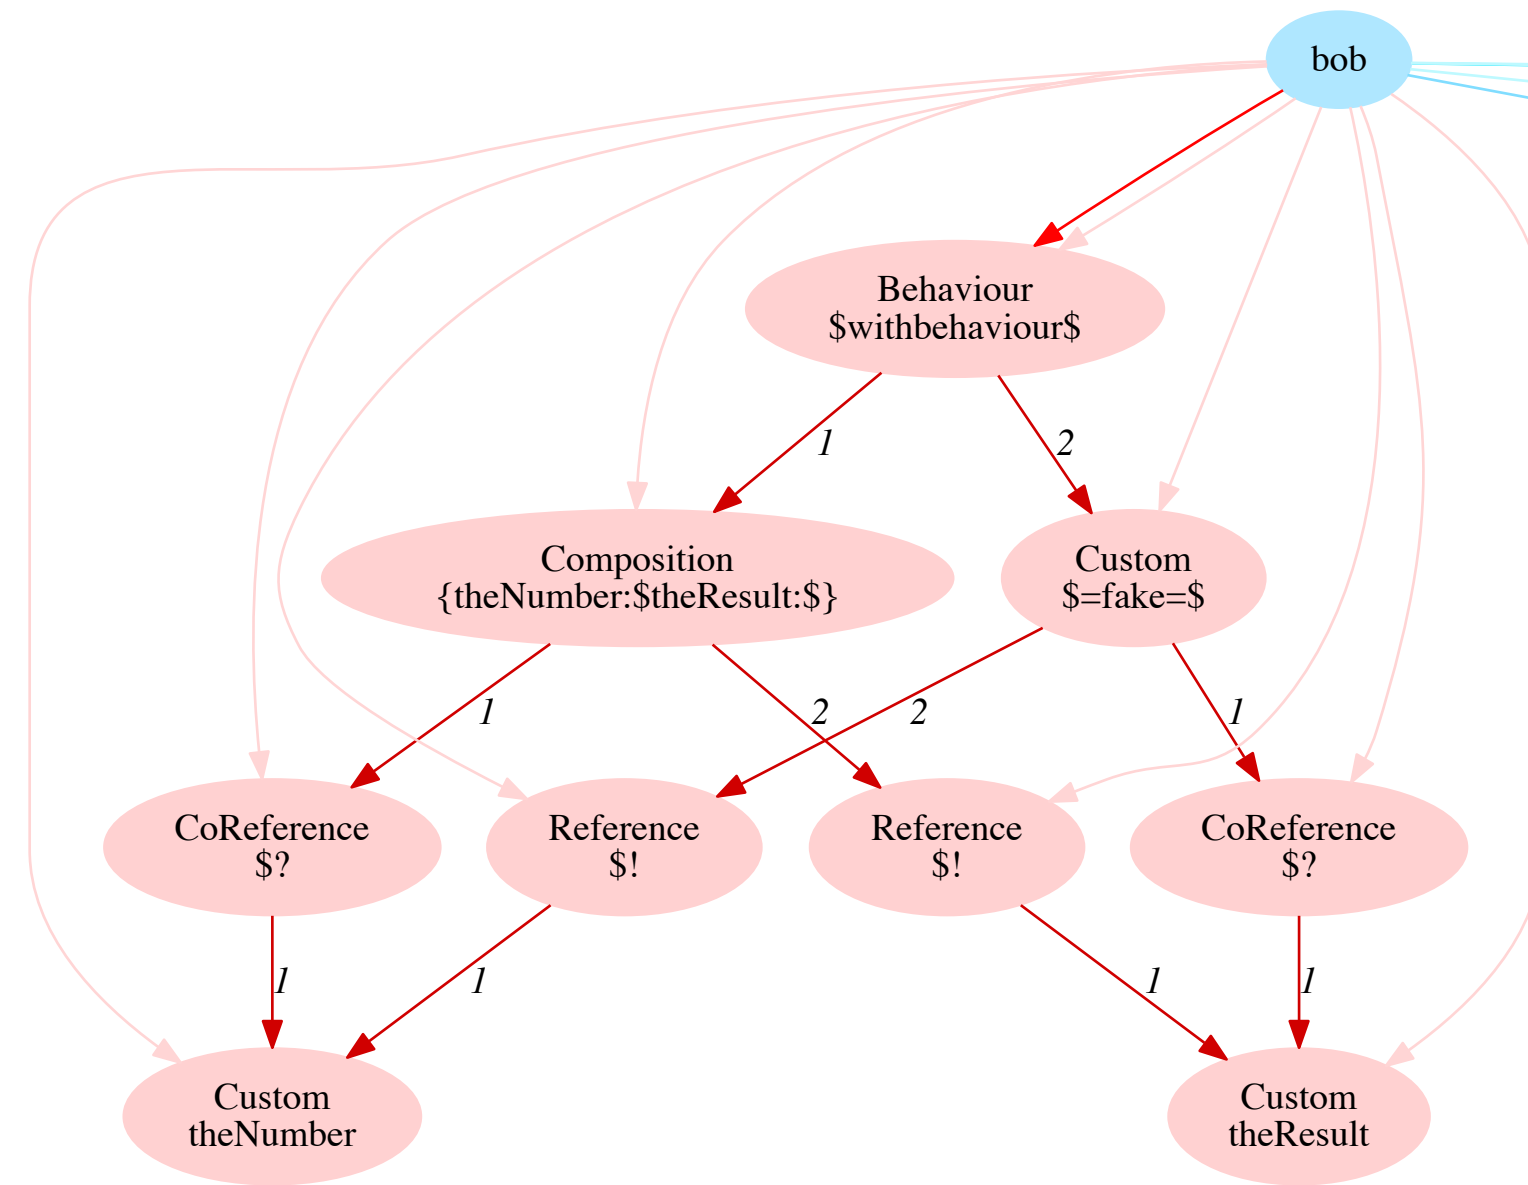 bob
Behaviour
$withbehaviour$
1
2
Composition
{theNumber:$theResult:$}
Custom
$=fake=$
1
2
2
1
CoReference
$?
Reference
$!
Reference
$!
CoReference
$?
1
1
1
1
Custom
theNumber
Custom
theResult